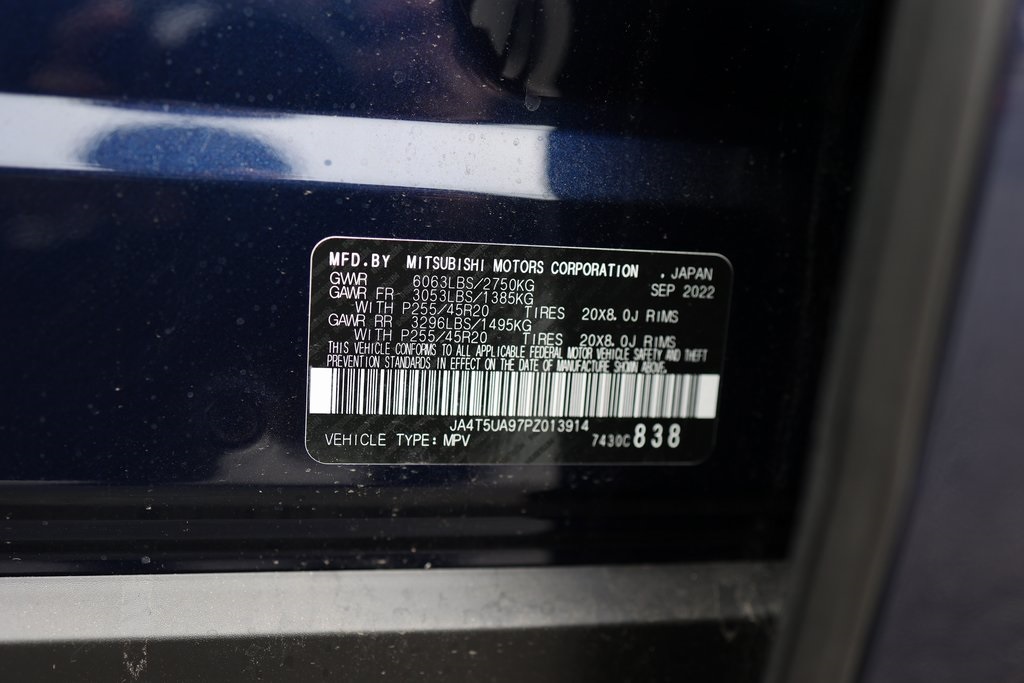 MFD.BY MITSUBISHI MOTORS CORPORATION . JAPAN
GVWR 6063LBS/2750KG SEP 2022
GAWR FR 3053LBS/1385KG
WITH P255/45R20 TIRES 20X8.0J RIMS
GAWR RR 3296LBS/1495KG
WITH P255/45R20 TIRES 20X8.0J RIMS
THIS VEHICLE CONFORMS TO ALL APPLICABLE FEDERAL MOTOR VEHICLE SAFETY AND THEFT
PREVENTION STANDARDS IN EFFECT ON THE DATE OF MANUFACTURE SHOWN ABOVE.
JA4T5UA97PZ013914
VEHICLE TYPE: MPV 7430C 838